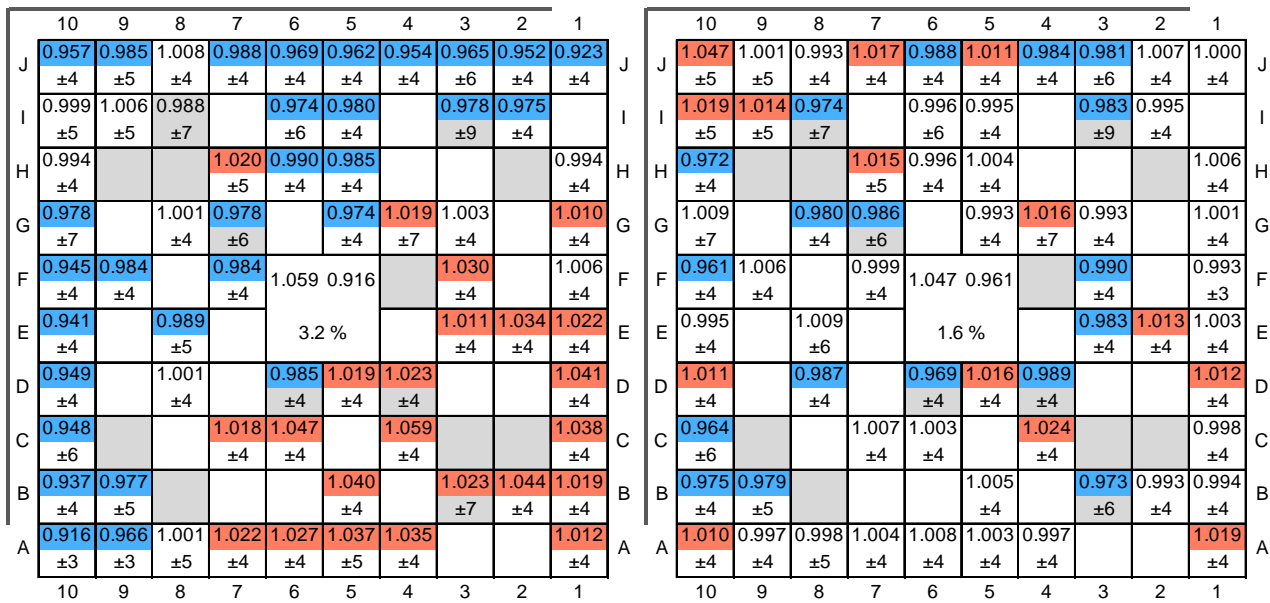 10 9 8 7 6 5 4 3 2 1 10 9 8 7 6 5 4 3 2 1
J 0.957 0.985 1.008 0.988 0.969 0.962 0.954 0.965 0.952 0.923 J J 1.047 1.001 0.993 1.017 0.988 1.011 0.984 0.981 1.007 1.000 J
±4 ±5 ±4 ±4 ±4 ±4 ±4 ±6 ±4 ±4 ±5 ±5 ±4 ±4 ±4 ±4 ±4 ±6 ±4 ±4
I 0.999 1.006 0.988 0.974 0.980 0.978 0.975 I I 1.019 1.014 0.974 0.996 0.995 0.983 0.995 I
±5 ±5 ±7 ±6 ±4 ±9 ±4 ±5 ±5 ±7 ±6 ±4 ±9 ±4
H 0.994 1.020 0.990 0.985 0.994 H H 0.972 1.015 0.996 1.004 1.006 H
±4 ±5 ±4 ±4 ±4 ±4 ±5 ±4 ±4 ±4
G 0.978 1.001 0.978 0.974 1.019 1.003 1.010 G G 1.009 0.980 0.986 0.993 1.016 0.993 1.001 G
±7 ±4 ±6 ±4 ±7 ±4 ±4 ±7 ±4 ±6 ±4 ±7 ±4 ±4
F 0.945 0.984 0.984 1.059 0.916 1.030 1.006 F F 0.961 1.006 0.999 1.047 0.961 0.990 0.993 F
±4 ±4 ±4 ±4 ±4 ±4 ±4 ±4 ±4 ±3
E 0.941 0.989 3.2 % 1.011 1.034 1.022 E E 0.995 1.009 1.6 % 0.983 1.013 1.003 E
±4 ±5 ±4 ±4 ±4 ±4 ±6 ±4 ±4 ±4
D 0.949 1.001 0.985 1.019 1.023 1.041 D D 1.011 0.987 0.969 1.016 0.989 1.012 D
±4 ±4 ±4 ±4 ±4 ±4 ±4 ±4 ±4 ±4 ±4 ±4
C 0.948 1.018 1.047 1.059 1.038 C C 0.964 1.007 1.003 1.024 0.998 C
±6 ±4 ±4 ±4 ±4 ±6 ±4 ±4 ±4 ±4
B 0.937 0.977 1.040 1.023 1.044 1.019 B B 0.975 0.979 1.005 0.973 0.993 0.994 B
±4 ±5 ±4 ±7 ±4 ±4 ±4 ±5 ±4 ±6 ±4 ±4
A 0.916 0.966 1.001 1.022 1.027 1.037 1.035 1.012 A A 1.010 0.997 0.998 1.004 1.008 1.003 0.997 1.019 A
±3 ±3 ±5 ±4 ±4 ±5 ±4 ±4 ±4 ±4 ±5 ±4 ±4 ±4 ±4 ±4
10 9 8 7 6 5 4 3 2 1 10 9 8 7 6 5 4 3 2 1